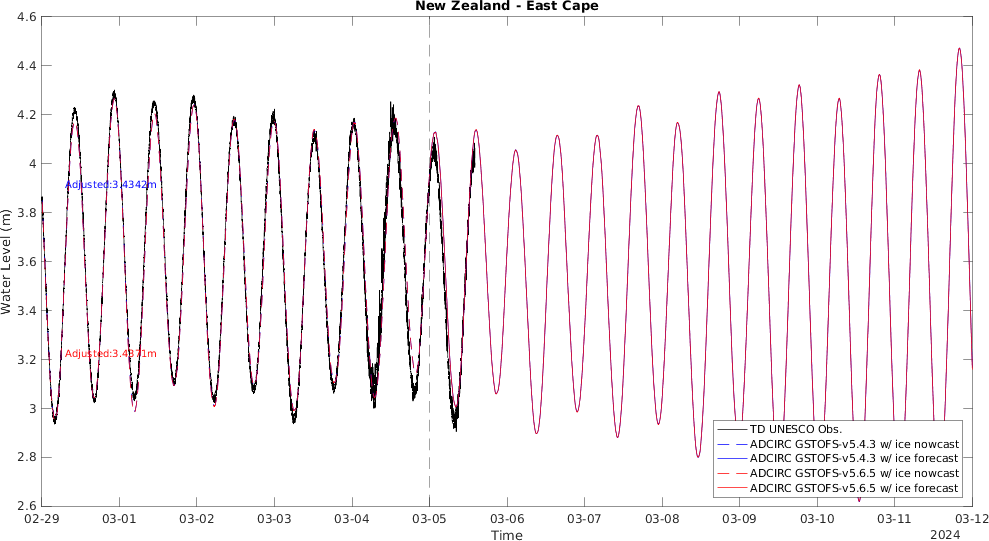 New Zealand - East Cape
4.6
4.4
4.2
4
3.8
3.6
3.4
3.2
3
2.8
2.6
Water Level (m)
Adjusted:3.4342m
Adjusted:3.4371m
TD UNESCO Obs.
ADCIRC GSTOFS-v5.4.3 w/ ice nowcast
ADCIRC GSTOFS-v5.4.3 w/ ice forecast
ADCIRC GSTOFS-v5.6.5 w/ ice nowcast
ADCIRC GSTOFS-v5.6.5 w/ ice forecast
02-29 03-01 03-02 03-03 03-04 03-05 03-06 03-07 03-08 03-09 03-10 03-11 03-12
Time
2024